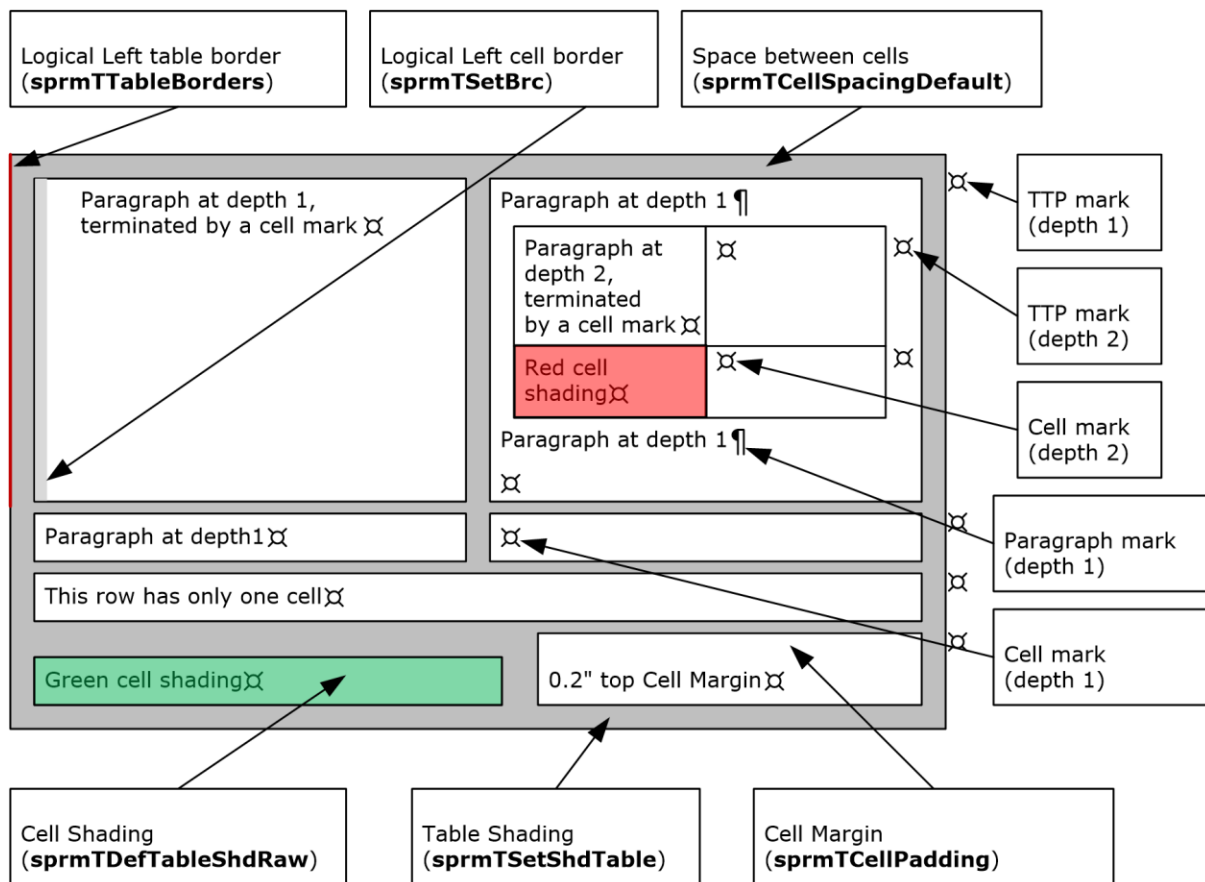 Logical Left table border
(sprmTTableBorders)
Logical Left cell border
(sprmTSetBrc)
Space between cells
(sprmTCellSpacingDefault)
Paragraph at depth 1,
terminated by a cell mark ¤
Paragraph at depth 1 ¶
Paragraph at
depth 2,
terminated
by a cell mark ¤
¤
¤
Red cell
shading¤
¤
¤
Paragraph at depth 1 ¶
¤
¤
TTP mark
(depth 1)
TTP mark
(depth 2)
Cell mark
(depth 2)
Paragraph at depth1¤
¤
¤
Paragraph mark
(depth 1)
This row has only one cell¤
¤
Green cell shading¤
0.2" top Cell Margin¤
¤
Cell mark
(depth 1)
Cell Shading
(sprmTDefTableShdRaw)
Table Shading
(sprmTSetShdTable)
Cell Margin
(sprmTCellPadding)